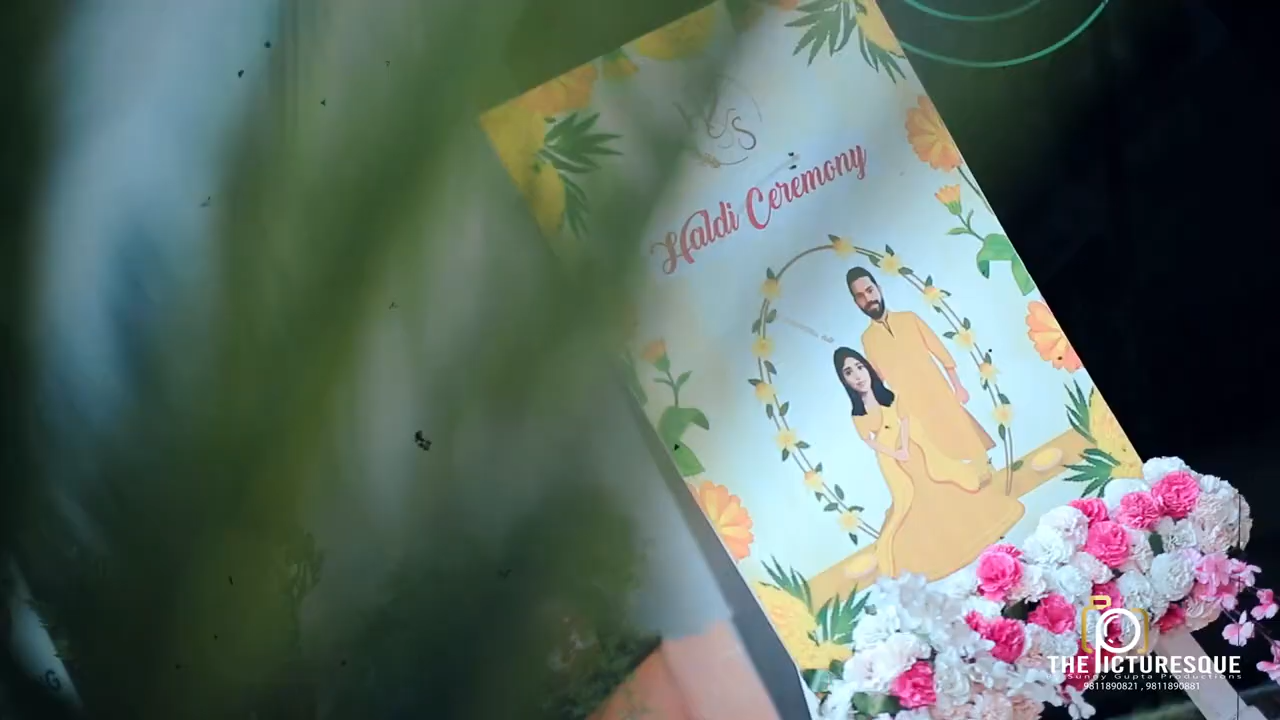 S
Haldi Ceremony
THE PICTURESQUE
Sunny Gupta Productions
9811890821 , 9811890881